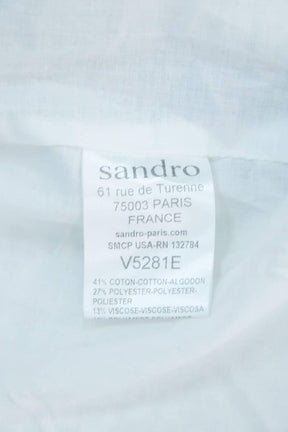 sandro
61 rue de Turenne
75003 PARIS
FRANCE
sandro-paris.com
SMCP USA-RN 132784
V5281E
41% COTON-COTTON-ALGODON
27% POLYESTER-POLYESTER-
POLIESTER
13% VISCOSE-VISCOSE-VISCOSA